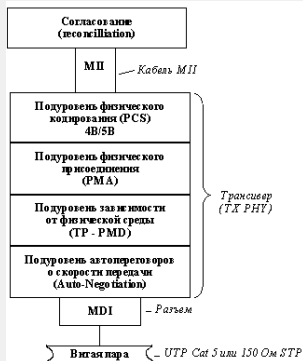 Согласование
(reconcilliation)
MII
Кабель MII
Подуровень физического
кодирования (PCS)
4B/5B
Подуровень физического
присоединения
(PMA)
Подуровень зависимости
от физической среды
(TP - PMD)
Подуровень автопереговоров
о скорости передачи
(Auto-Negotiation)
Трансивер
(TX PHY)
MDI
Разъем
Витая пара
UTP Cat 5 или 150 Ом STP